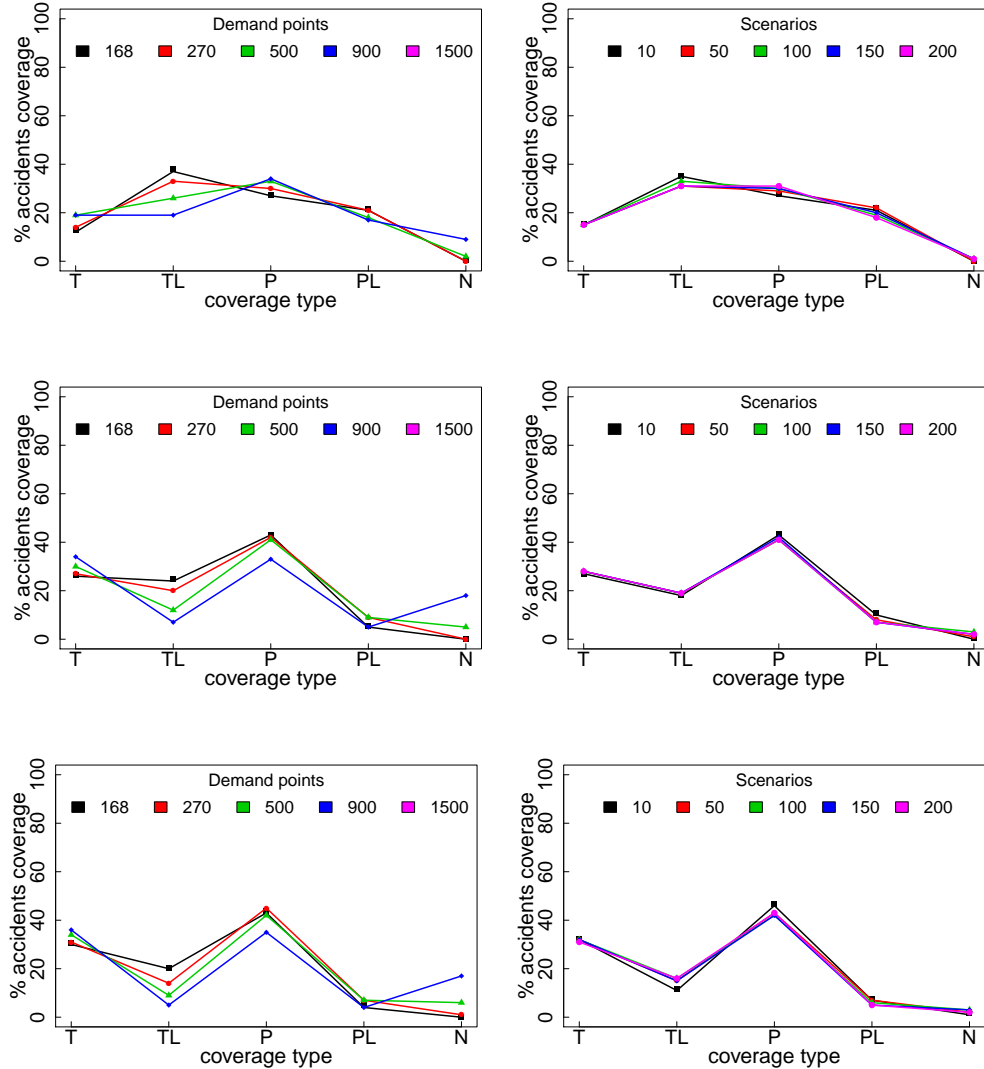 Demand points
168 270 500 900 1500
% accidents coverage
0 20 40 60 80 100
T TL P PL N
coverage type
Scenarios
10 50 100 150 200
% accidents coverage
0 20 40 60 80 100
T TL P PL N
coverage type
Demand points
168 270 500 900 1500
% accidents coverage
0 20 40 60 80 100
T TL P PL N
coverage type
Scenarios
10 50 100 150 200
% accidents coverage
0 20 40 60 80 100
T TL P PL N
coverage type
Demand points
168 270 500 900 1500
% accidents coverage
0 20 40 60 80 100
T TL P PL N
coverage type
Scenarios
10 50 100 150 200
% accidents coverage
0 20 40 60 80 100
T TL P PL N
coverage type